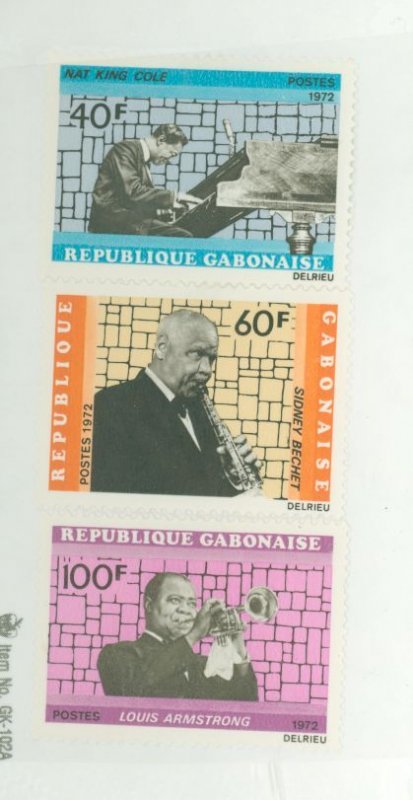 NAT KING COLE
POSTES
1972
40F
REPUBLIQUE GABONAISE
DELRIEU
REPUBLIQUE
POSTES 1972
60F
SIDNEY BECHET
GABONAISE
DELRIEU
REPUBLIQUE GABONAISE
100F
POSTES
LOUIS ARMSTRONG
1972
DELRIEU
Item No. GK-102A